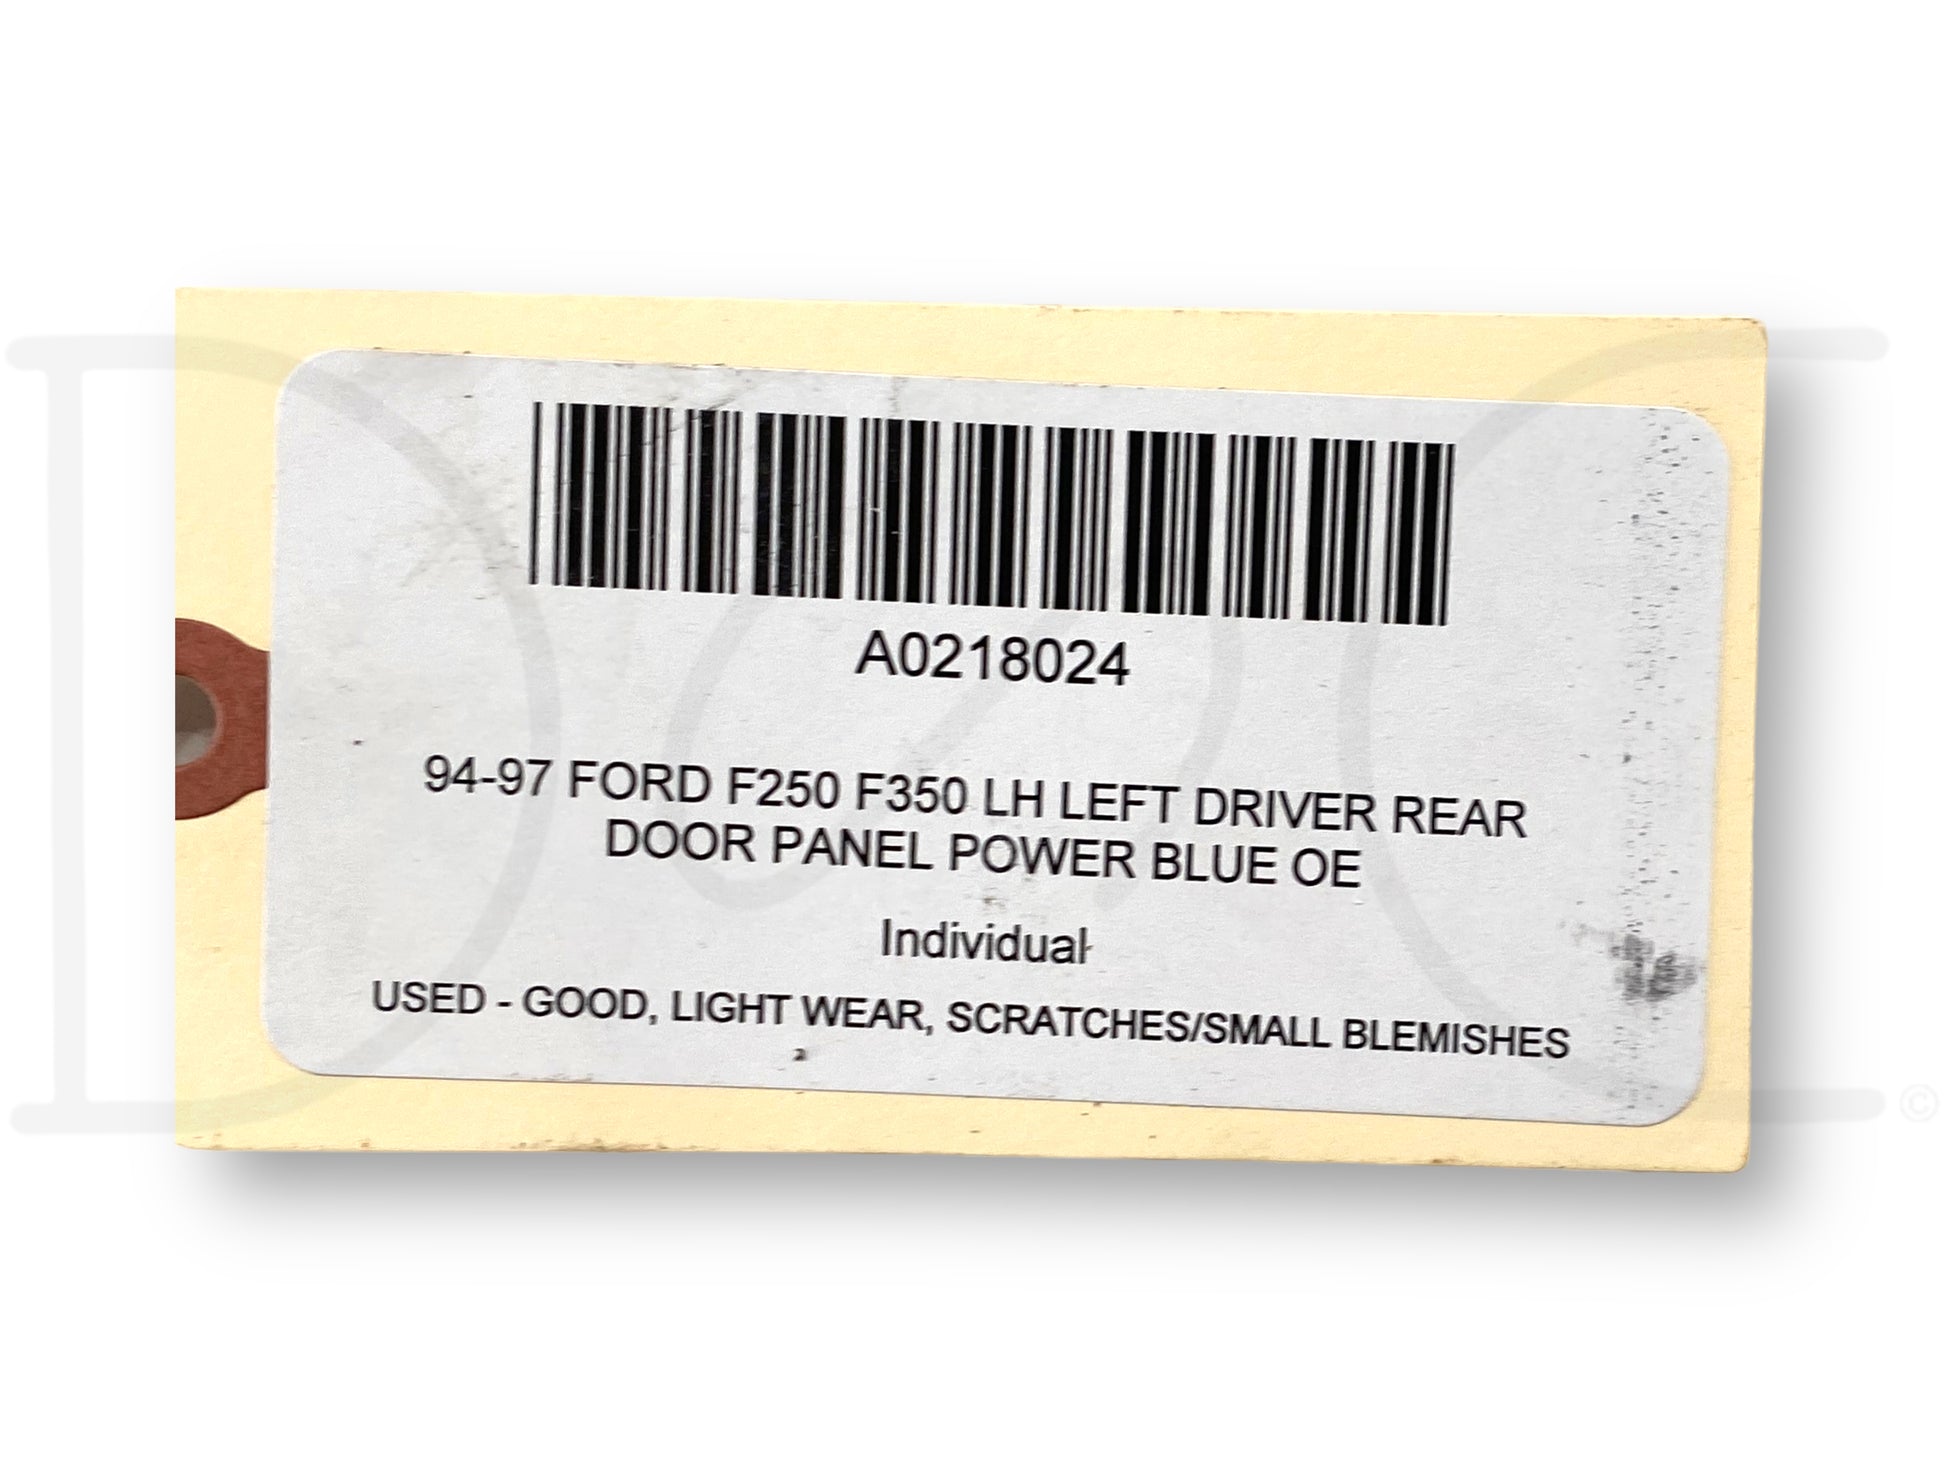 A0218024
94-97 FORD F250 F350 LH LEFT DRIVER REAR
DOOR PANEL POWER BLUE OE
Individual
USED - GOOD, LIGHT WEAR, SCRATCHES/SMALL BLEMISHES
©